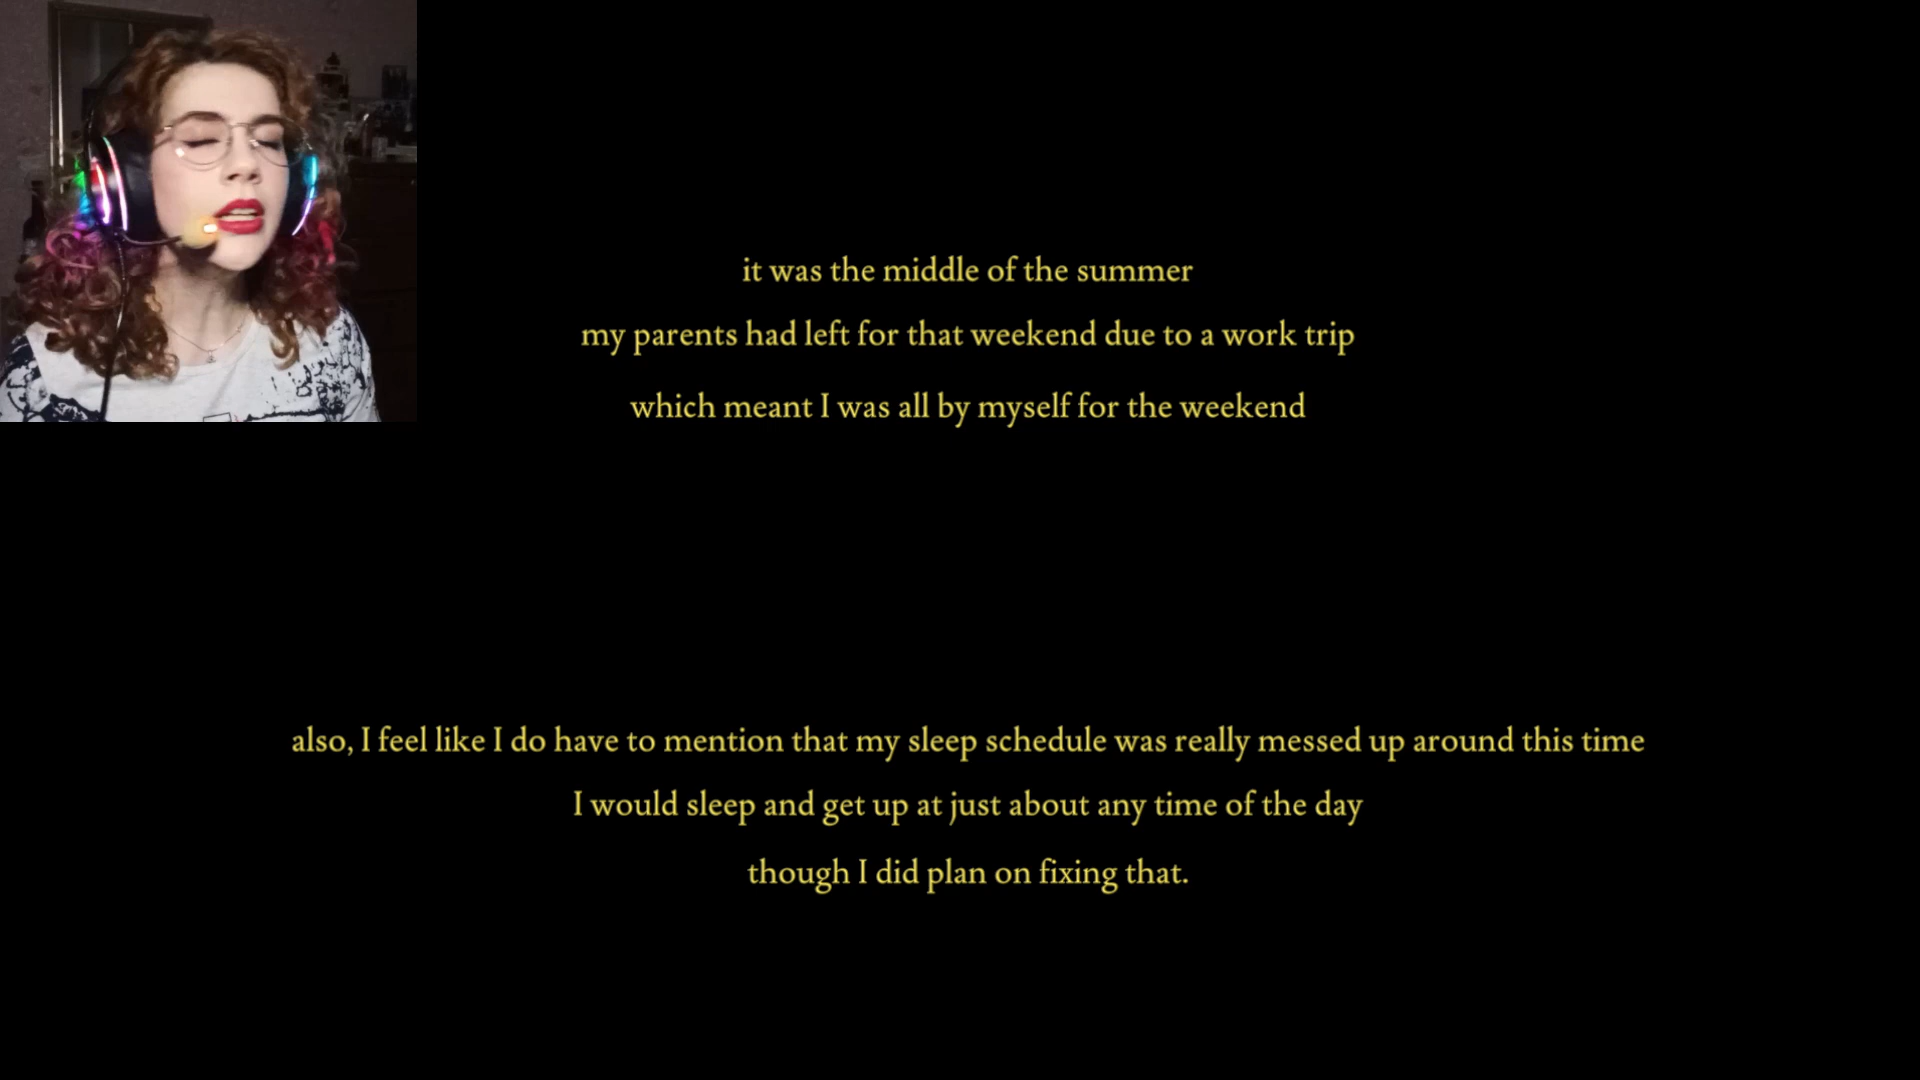 it was the middle of the summer
my parents had left for that weekend due to a work trip
which meant I was all by myself for the weekend
also, I feel like I do have to mention that my sleep schedule was really messed up around this time
I would sleep and get up at just about any time of the day
though I did plan on fixing that.